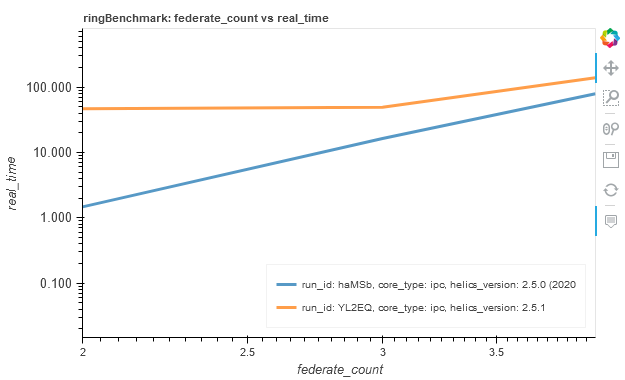 ringBenchmark: federate_count vs real_time
100.000
10.000
1.000
0.100
real_time
run_id: haMSb, core_type: ipc, helics_version: 2.5.0 (2020
run_id: YL2EQ, core_type: ipc, helics_version: 2.5.1
2
2.5
3
3.5
federate_count